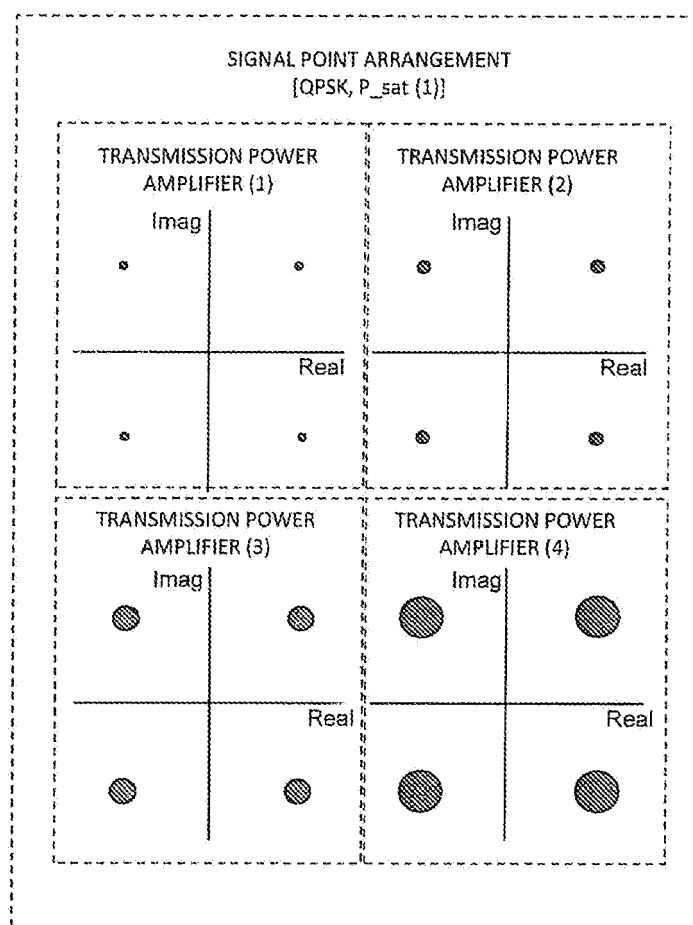 SIGNAL POINT ARRANGEMENT
[QPSK, P_sat (1)]
TRANSMISSION POWER
AMPLIFIER (1)
Imag
Real
TRANSMISSION POWER
AMPLIFIER (2)
Imag
Real
TRANSMISSION POWER
AMPLIFIER (3)
Imag
Real
TRANSMISSION POWER
AMPLIFIER (4)
Imag
Real